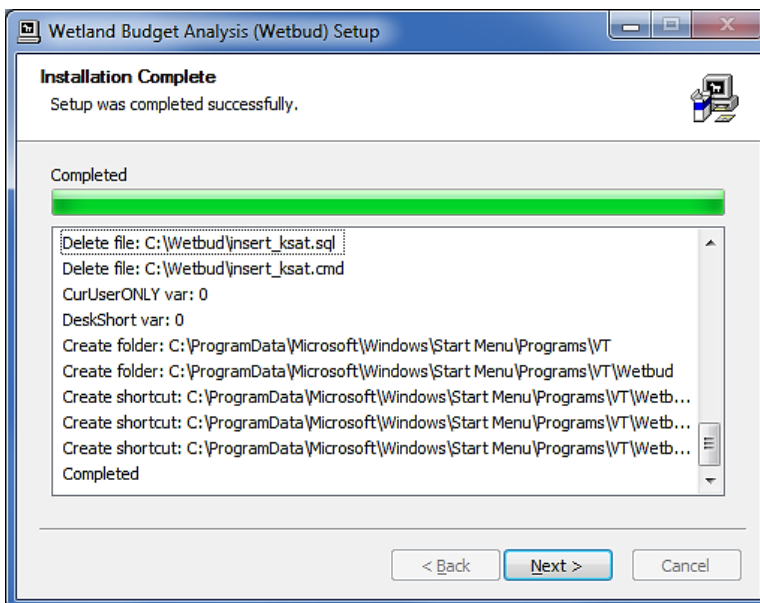 Wetland Budget Analysis (Wetbud) Setup
Installation Complete
Setup was completed successfully.
Completed
Delete file: C:\Wetbud\insert_ksat.sql
Delete file: C:\Wetbud\insert_ksat.cmd
CurUserONLY var: 0
DeskShort var: 0
Create folder: C:\ProgramData\Microsoft\Windows\Start Menu\Programs\VT
Create folder: C:\ProgramData\Microsoft\Windows\Start Menu\Programs\VT\Wetbud
Create shortcut: C:\ProgramData\Microsoft\Windows\Start Menu\Programs\VT\Wetb...
Create shortcut: C:\ProgramData\Microsoft\Windows\Start Menu\Programs\VT\Wetb...
Create shortcut: C:\ProgramData\Microsoft\Windows\Start Menu\Programs\VT\Wetb...
Completed
< Back Next > Cancel